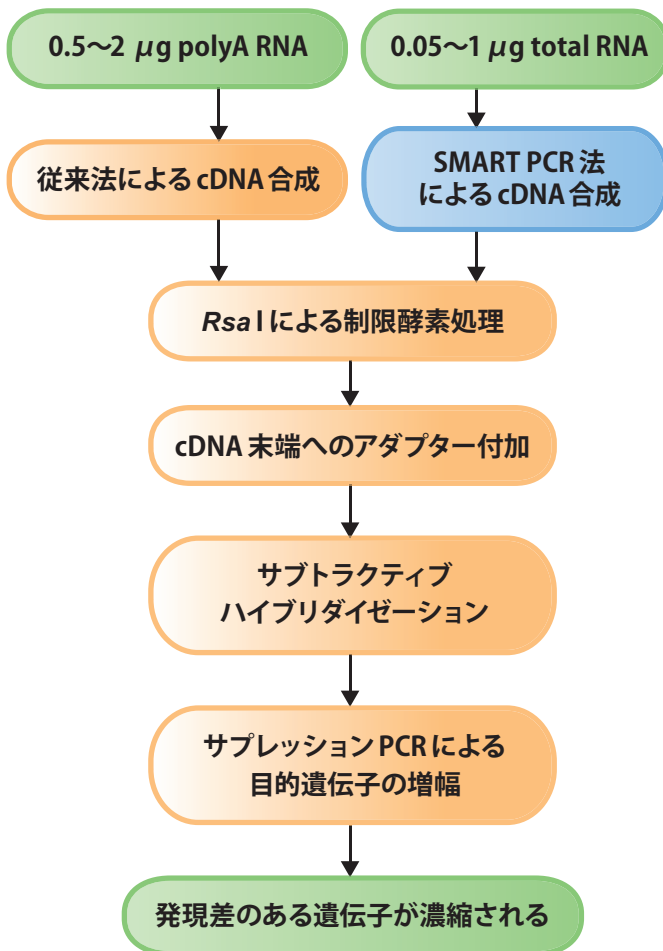 0.5〜2 μg polyA RNA
0.05〜1 μg total RNA
従来法による cDNA 合成
SMART PCR 法
による cDNA 合成
Rsa I による制限酵素処理
cDNA 末端へのアダプター付加
サブトラクティブ
ハイブリダイゼーション
サプレッション PCR による
目的遺伝子の増幅
発現差のある遺伝子が濃縮される